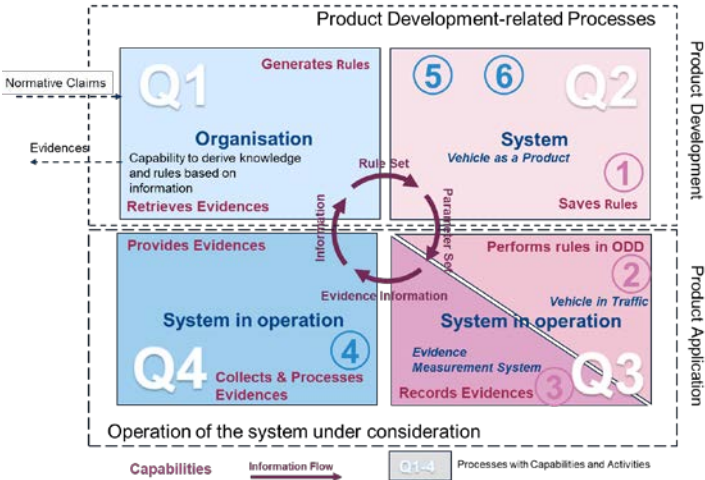 Product Development-related Processes
Normative Claims
Evidences
Q1
Generates Rules
Organisation
Capability to derive knowledge
and rules based on
information
Retrieves Evidences
5
6
Q2
System
Vehicle as a Product
1
Saves Rules
Product Development
Rule Set
Parameter Set
Evidence Information
Information
Provides Evidences
System in operation
4
Q4
Collects & Processes
Evidences
Performs rules in ODD
2
Vehicle in Traffic
System in operation
Evidence
Measurement System
Q3
Records Evidences
3
Product Application
Operation of the system under consideration
Capabilities
Information Flow
Q1-4
Processes with Capabilities and Activities